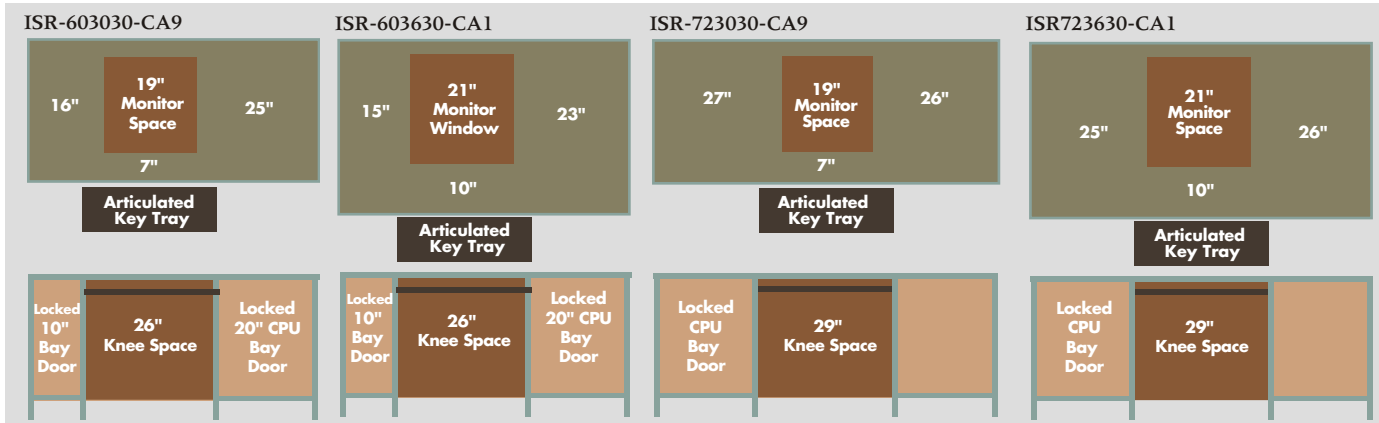 ISR-603030-CA9
16"
19"
Monitor
Space
25"
7"
Articulated
Key Tray
Locked
10"
Bay
Door
26"
Knee Space
Locked
20" CPU
Bay
Door
ISR-603630-CA1
15"
21"
Monitor
Window
23"
10"
Articulated
Key Tray
Locked
10"
Bay
Door
26"
Knee Space
Locked
20" CPU
Bay
Door
ISR-723030-CA9
27"
19"
Monitor
Space
26"
7"
Articulated
Key Tray
Locked
CPU
Bay
Door
29"
Knee Space
ISR723630-CA1
25"
21"
Monitor
Space
26"
10"
Articulated
Key Tray
Locked
CPU
Bay
Door
29"
Knee Space